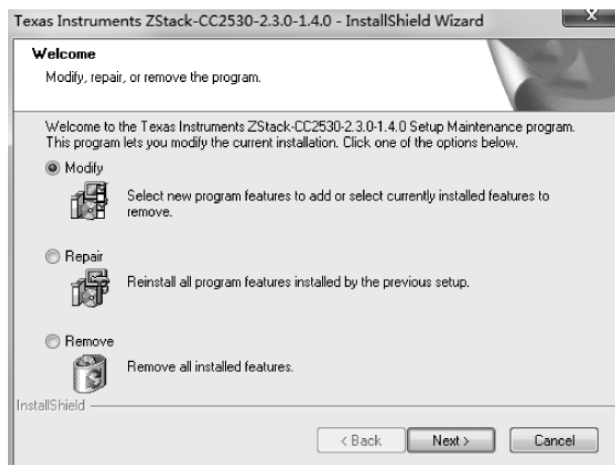 Texas Instruments ZStack-CC2530-2.3.0-1.4.0 - InstallShield Wizard
Welcome
Modify, repair, or remove the program.
Welcome to the Texas Instruments ZStack-CC2530-2.3.0-1.4.0 Setup Maintenance program.
This program lets you modify the current installation. Click one of the options below.
Modify
Select new program features to add or select currently installed features to
remove.
Repair
Reinstall all program features installed by the previous setup.
Remove
Remove all installed features.
InstallShield
< Back Next > Cancel